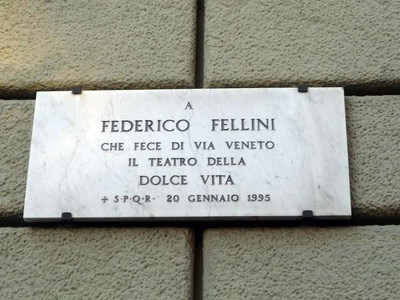 A
FEDERICO FELLINI
CHE FECE DI VIA VENETO
IL TEATRO DELLA
DOLCE VITA
✢ S·P·Q·R· 20 GENNAIO 1995